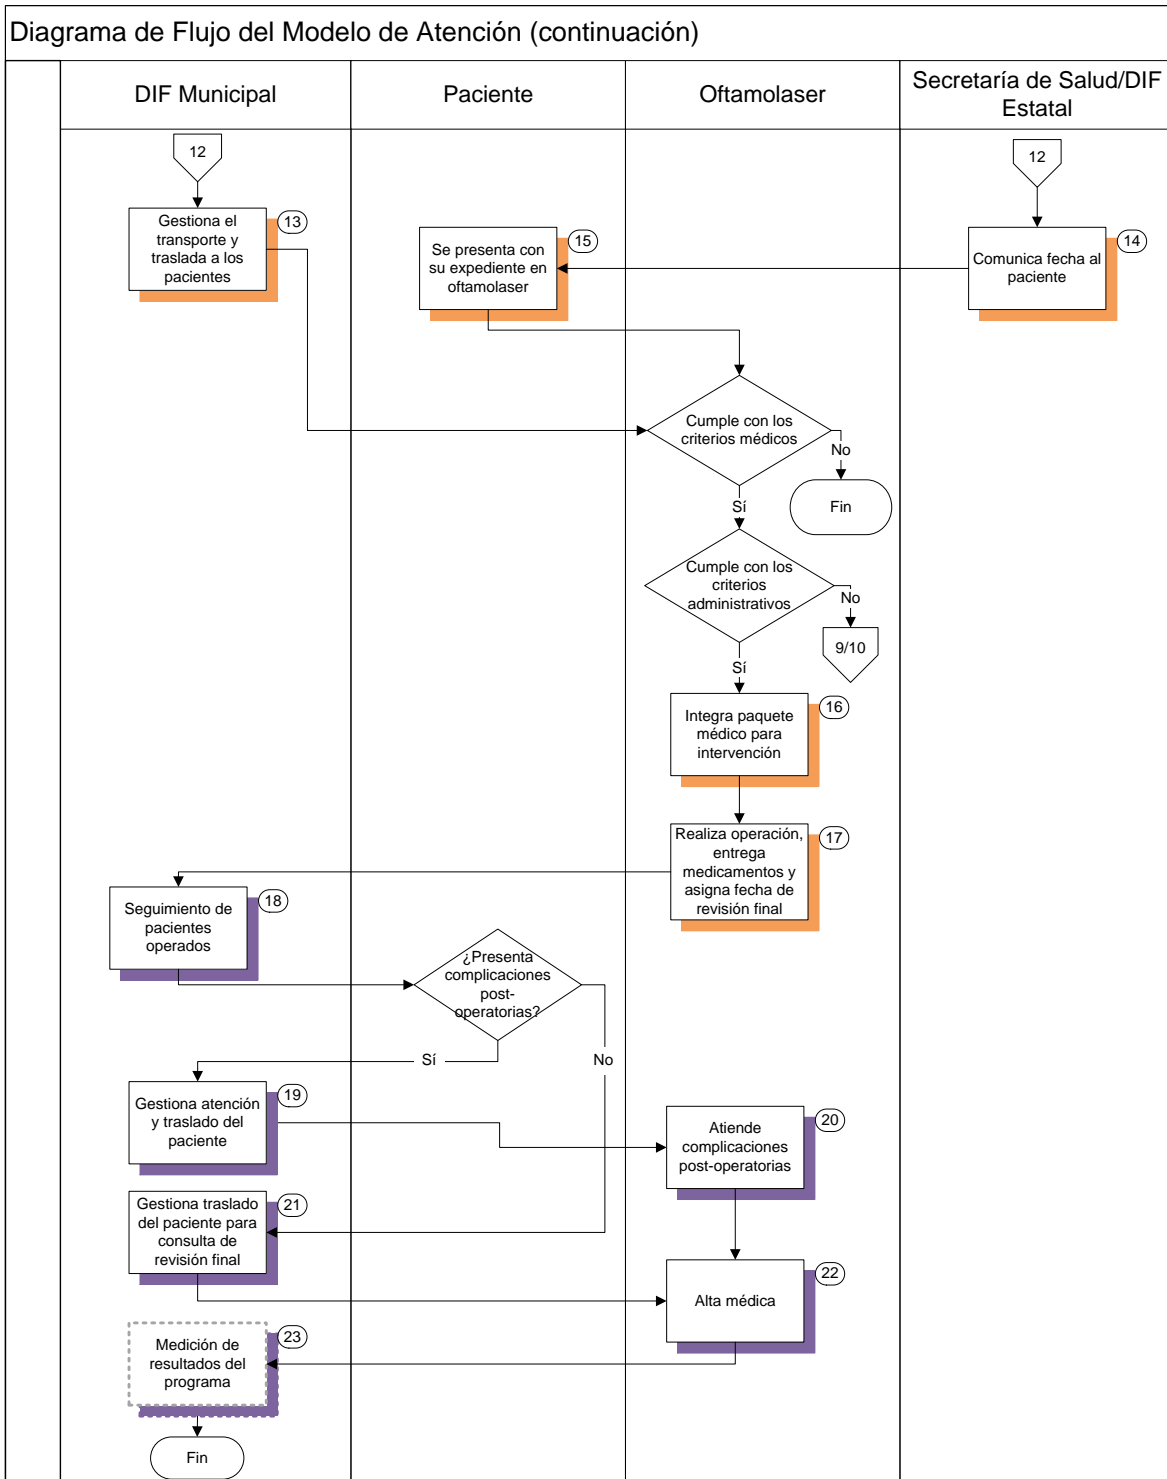 Diagrama de Flujo del Modelo de Atención (continuación)
DIF Municipal
Paciente
Oftamolaser
Secretaría de Salud/DIF
Estatal
12
12
Gestiona el
transporte y
traslada a los
pacientes
13
Se presenta con
su expediente en
oftamolaser
15
Comunica fecha al
paciente
14
Cumple con los
criterios médicos
No
Fin
Sí
Cumple con los
criterios
administrativos
No
9/10
Sí
Integra paquete
médico para
intervención
16
Realiza operación,
entrega
medicamentos y
asigna fecha de
revisión final
17
Seguimiento de
pacientes
operados
18
¿Presenta
complicaciones
post-
operatorias?
Sí
No
Gestiona atención
y traslado del
paciente
19
Atiende
complicaciones
post-operatorias
20
Gestiona traslado
del paciente para
consulta de
revisión final
21
Alta médica
22
Medición de
resultados del
programa
23
Fin